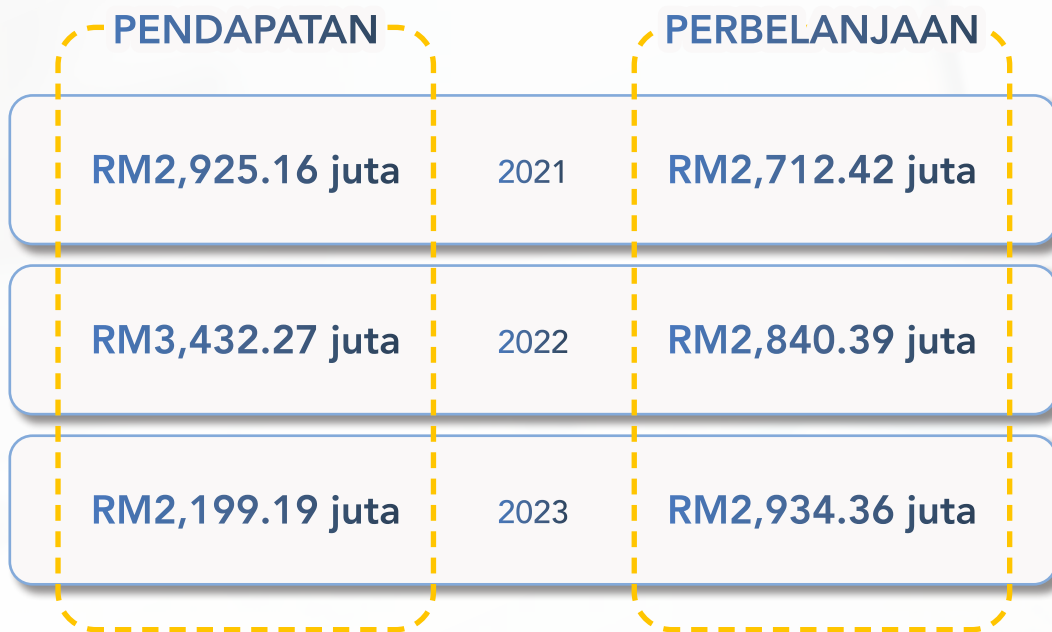 PENDAPATAN PERBELANJAAN
RM2,925.16 juta 2021 RM2,712.42 juta
RM3,432.27 juta 2022 RM2,840.39 juta
RM2,199.19 juta 2023 RM2,934.36 juta